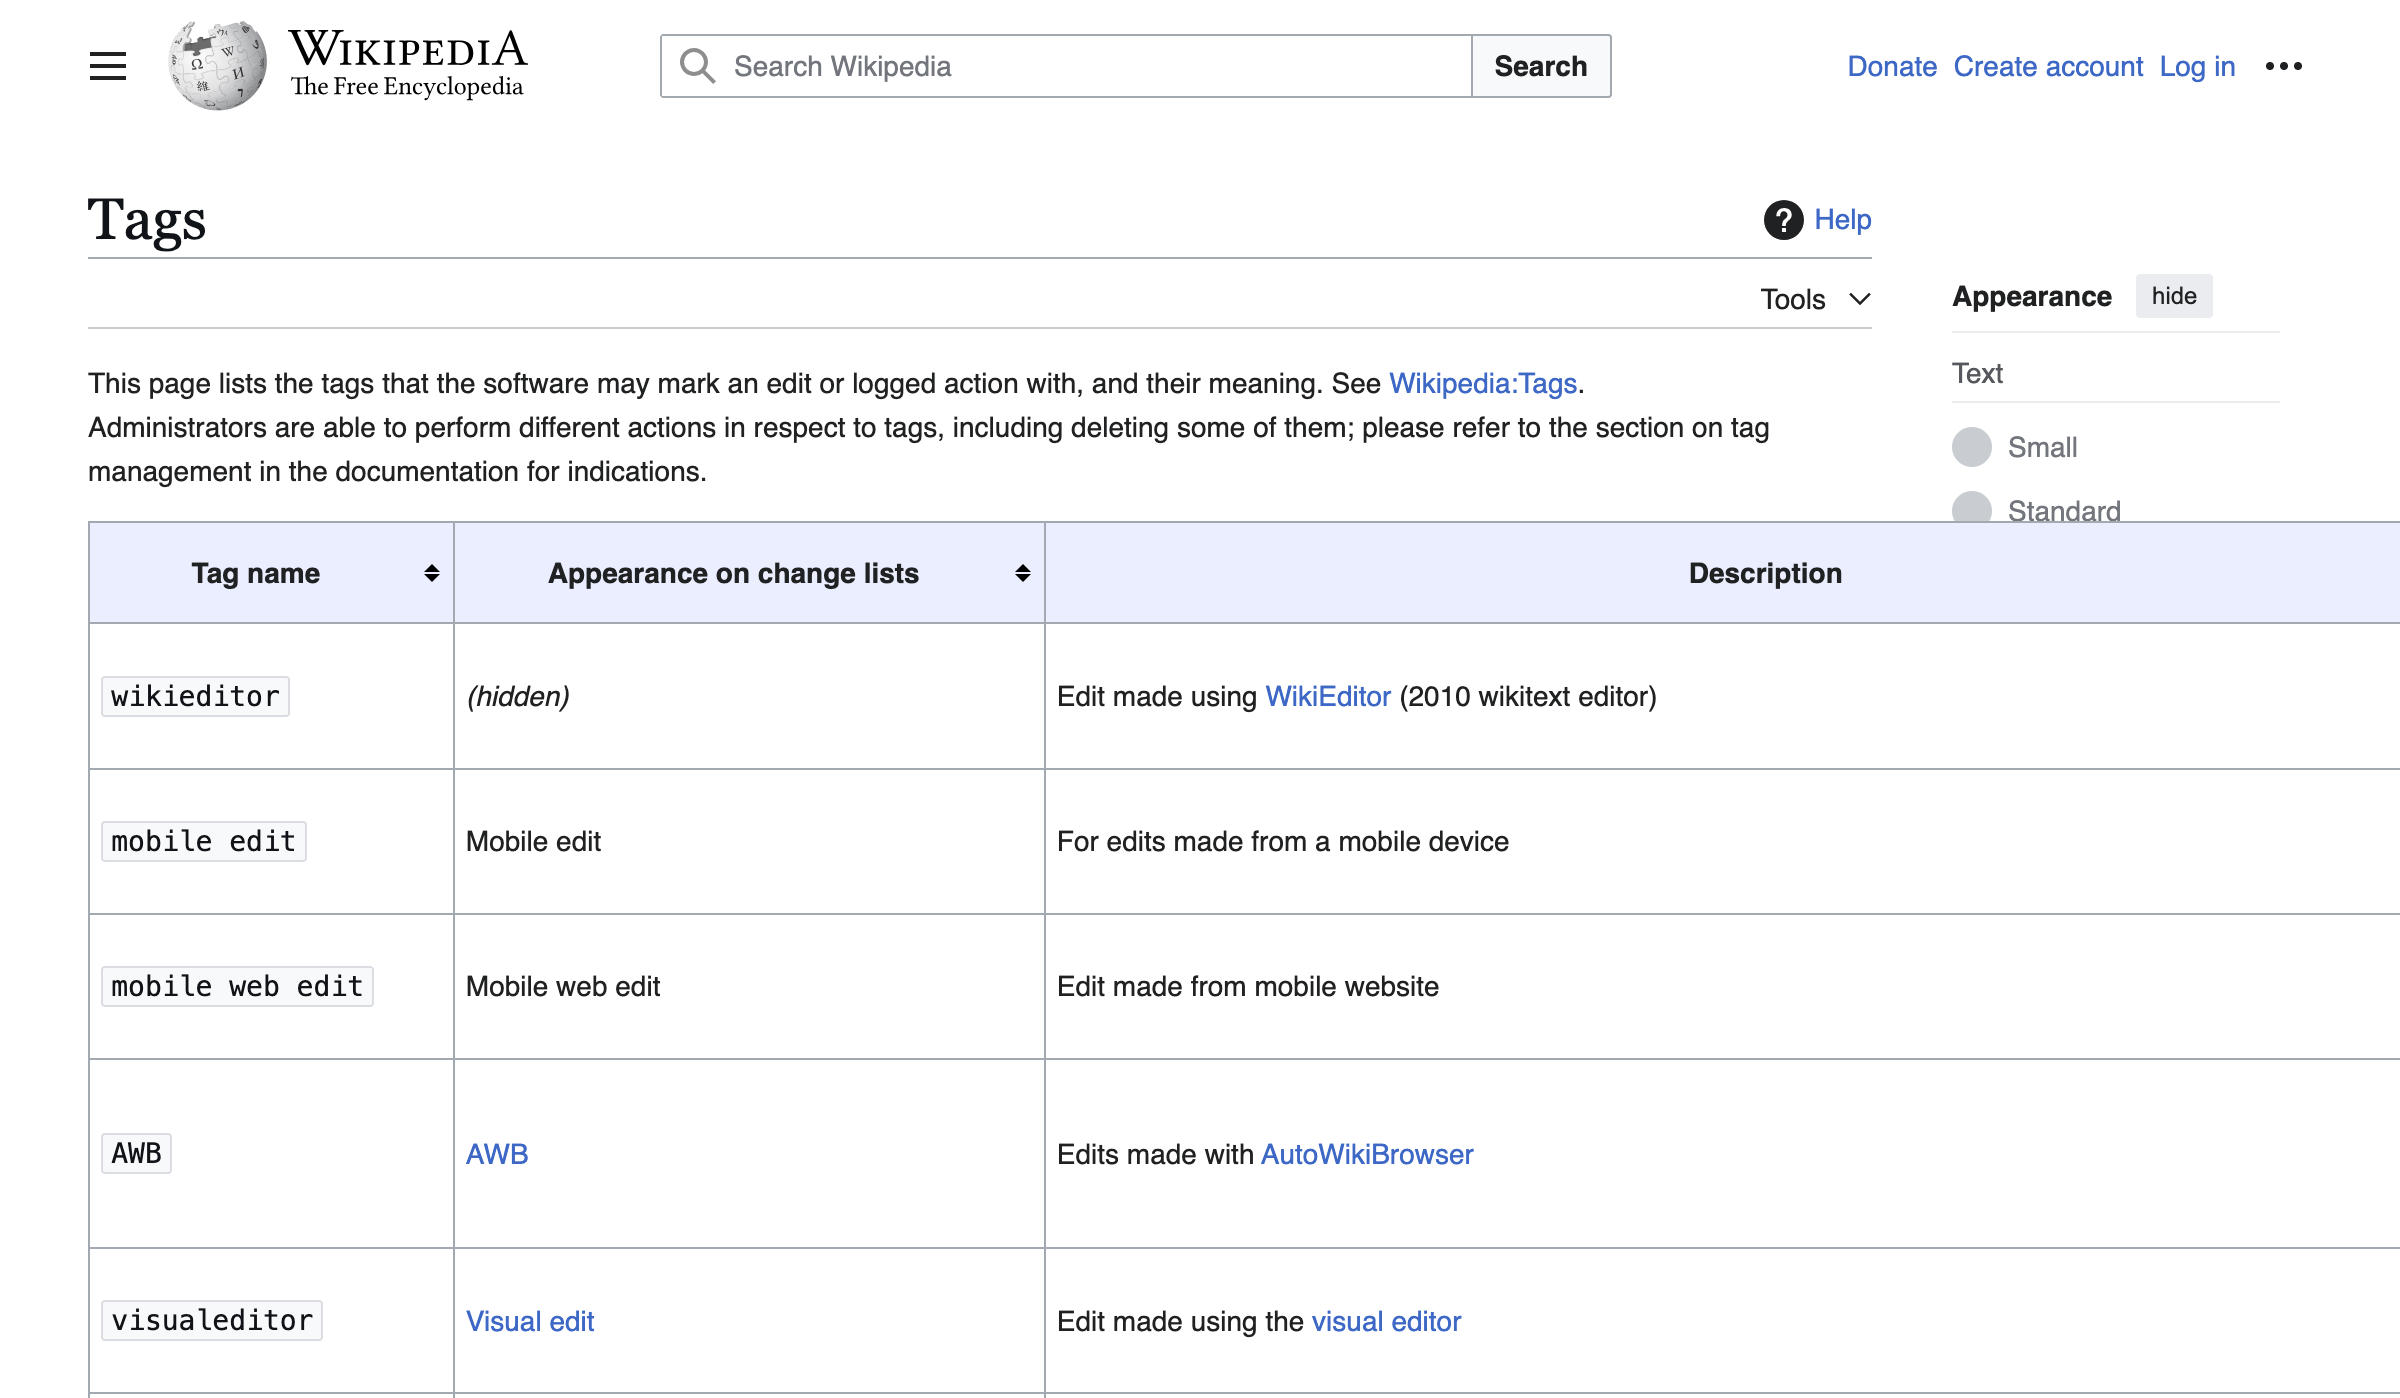 WIKIPEDIA
The Free Encyclopedia
Search Wikipedia
Search
Donate Create account Log in
Tags
Help
Tools
Appearance hide
Text
Small
Standard
This page lists the tags that the software may mark an edit or logged action with, and their meaning. See Wikipedia:Tags.
Administrators are able to perform different actions in respect to tags, including deleting some of them; please refer to the section on tag
management in the documentation for indications.
Tag name Appearance on change lists Description
wikieditor (hidden) Edit made using WikiEditor (2010 wikitext editor)
mobile edit Mobile edit For edits made from a mobile device
mobile web edit Mobile web edit Edit made from mobile website
AWB AWB Edits made with AutoWikiBrowser
visualeditor Visual edit Edit made using the visual editor